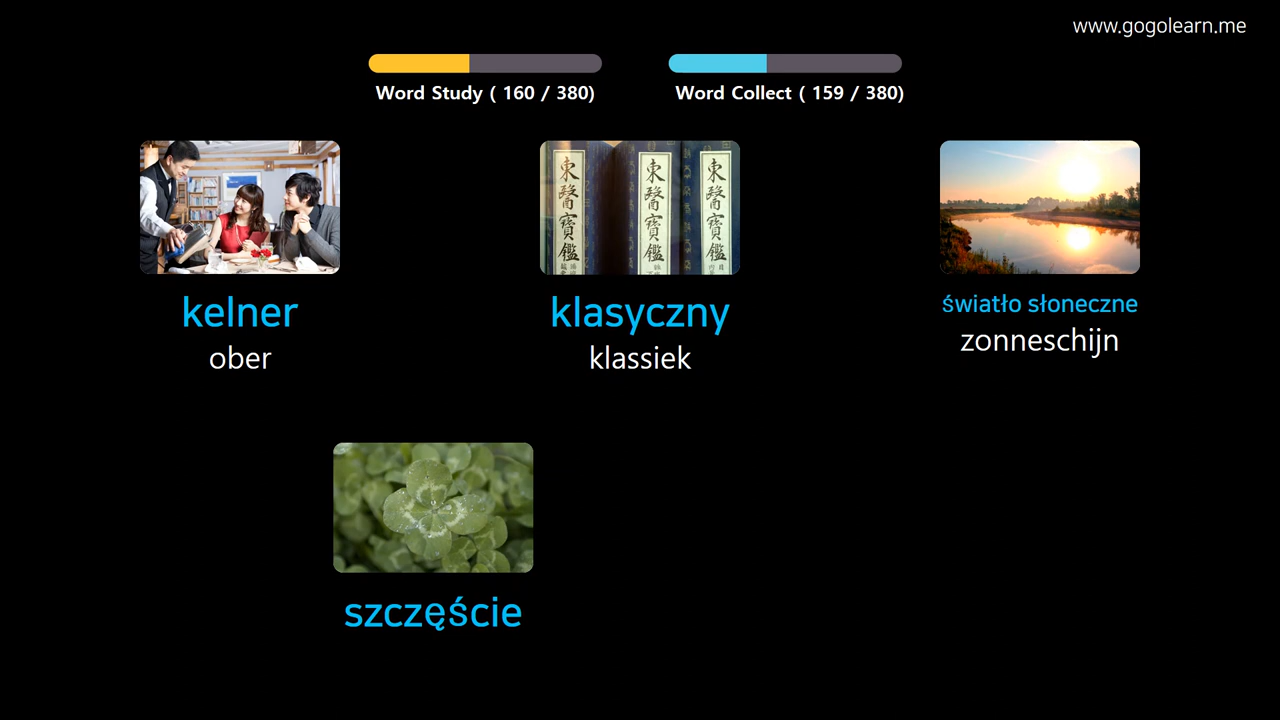 www.gogolearn.me
Word Study ( 160 / 380)
Word Collect ( 159 / 380)
東醫寶鑑
東醫寶鑑
東醫寶鑑
kelner
ober
klasyczny
klassiek
światło słoneczne
zonneschijn
szczęście